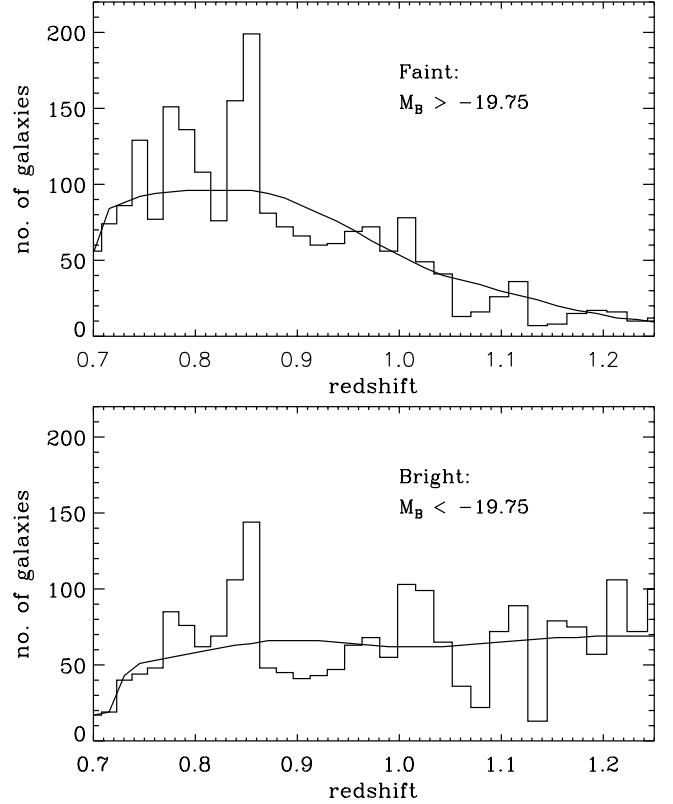 200
150
100
50
0
no. of galaxies
Faint:
M_B > −19.75
0.7 0.8 0.9 1.0 1.1 1.2
redshift
200
150
100
50
0
no. of galaxies
Bright:
M_B < −19.75
0.7 0.8 0.9 1.0 1.1 1.2
redshift